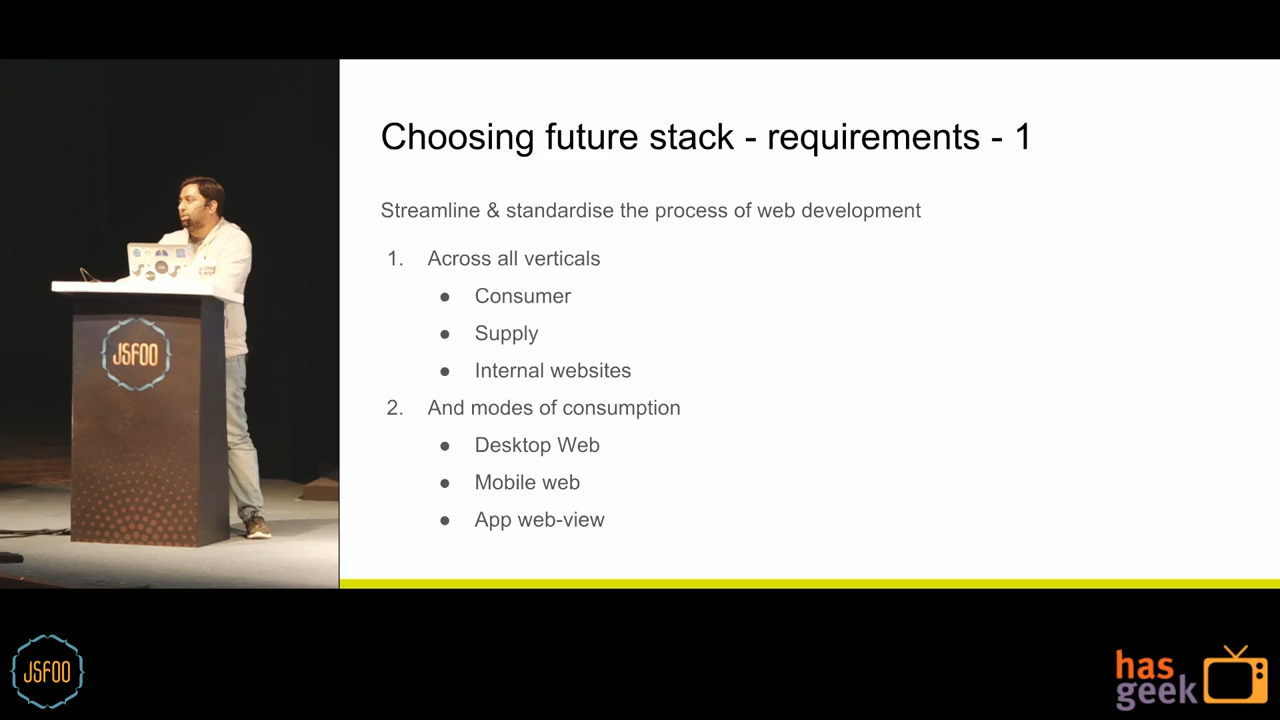 Choosing future stack - requirements - 1
Streamline & standardise the process of web development
1. Across all verticals
● Consumer
● Supply
● Internal websites
2. And modes of consumption
● Desktop Web
● Mobile web
● App web-view
JSFOO
JSFOO
has
geek